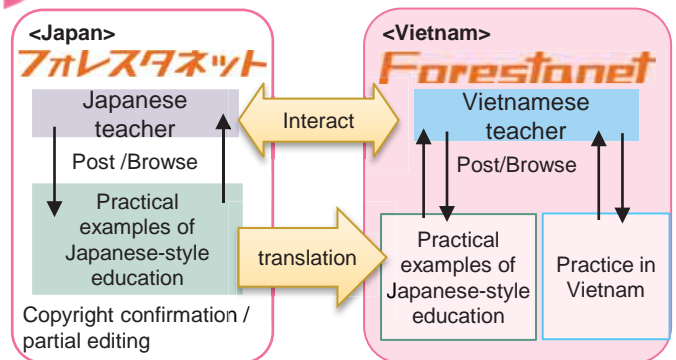 <Japan>
フォレスタネット
Japanese
teacher
Post /Browse
Practical
examples of
Japanese-style
education
Copyright confirmation /
partial editing
Interact
translation
<Vietnam>
Forestanet
Vietnamese
teacher
Post/Browse
Practical
examples of
Japanese-style
education
Practice in
Vietnam